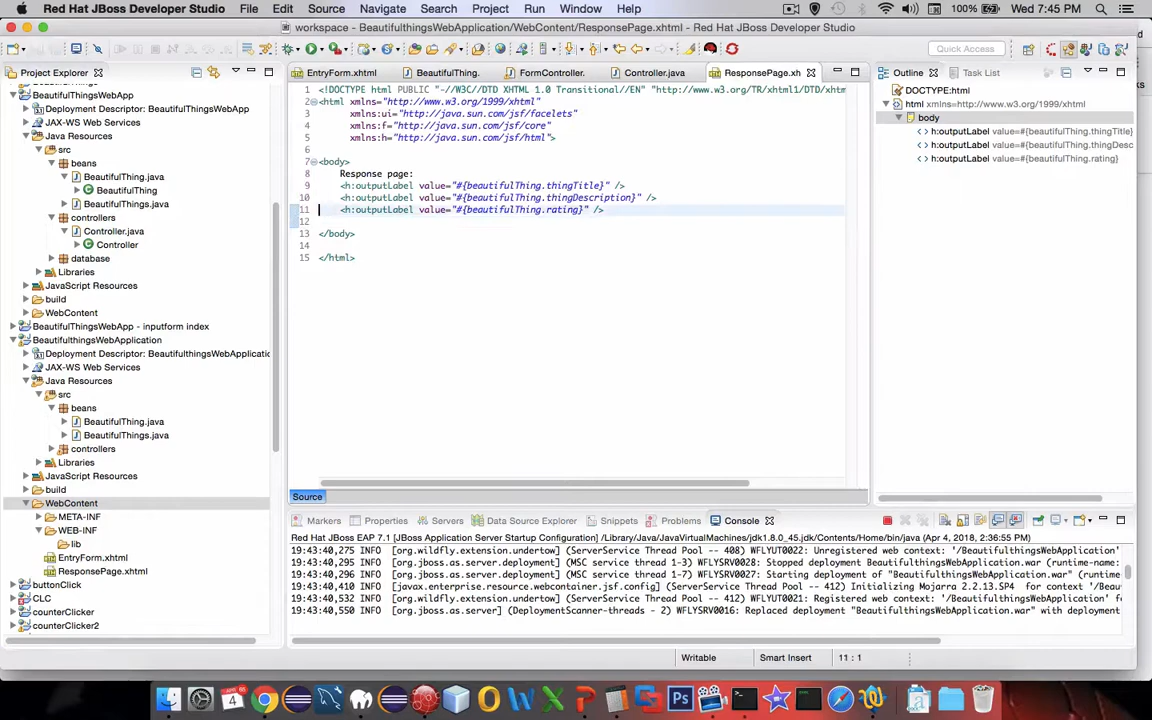 Red Hat JBoss Developer Studio File Edit Source Navigate Search Project Run Window Help 100% Wed 7:45 PM
workspace - BeautifulthingsWebApplication/WebContent/ResponsePage.xhtml - Red Hat JBoss Developer Studio
Quick Access
Project Explorer
EntryForm.xhtml BeautifulThing. FormController. Controller.java ResponsePage.xh
Outline Task List
BeautifulThingsWebApp
Deployment Descriptor: BeautifulThingsWebApp
JAX-WS Web Services
Java Resources
src
beans
BeautifulThing.java
BeautifulThing
BeautifulThings.java
controllers
Controller.java
Controller
database
Libraries
JavaScript Resources
build
WebContent
BeautifulThingsWebApp - inputform index
BeautifulthingsWebApplication
Deployment Descriptor: BeautifulthingsWebApplicatio
JAX-WS Web Services
Java Resources
src
beans
BeautifulThing.java
BeautifulThings.java
controllers
Libraries
JavaScript Resources
build
WebContent
META-INF
WEB-INF
lib
EntryForm.xhtml
ResponsePage.xhtml
buttonClick
CLC
counterClicker
counterClicker2
1 <!DOCTYPE html PUBLIC "-//W3C//DTD XHTML 1.0 Transitional//EN" "http://www.w3.org/TR/xhtml1/DTD/xhtm
2 <html xmlns="http://www.w3.org/1999/xhtml"
3 xmlns:ui="http://java.sun.com/jsf/facelets"
4 xmlns:f="http://java.sun.com/jsf/core"
5 xmlns:h="http://java.sun.com/jsf/html">
6
7 <body>
8 Response page:
9 <h:outputLabel value="#{beautifulThing.thingTitle}" />
10 <h:outputLabel value="#{beautifulThing.thingDescription}" />
11 <h:outputLabel value="#{beautifulThing.rating}" />
12
13 </body>
14
15 </html>
DOCTYPE:html
html xmlns=http://www.w3.org/1999/xhtml
body
h:outputLabel value=#{beautifulThing.thingTitle}
h:outputLabel value=#{beautifulThing.thingDesc
h:outputLabel value=#{beautifulThing.rating}
Source
Markers Properties Servers Data Source Explorer Snippets Problems Console
Red Hat JBoss EAP 7.1 [JBoss Application Server Startup Configuration] /Library/Java/JavaVirtualMachines/jdk1.8.0_45.jdk/Contents/Home/bin/java (Apr 4, 2018, 2:36:55 PM)
19:43:40,275 INFO [org.wildfly.extension.undertow] (ServerService Thread Pool -- 408) WFLYUT0022: Unregistered web context: '/BeautifulthingsWebApplication'
19:43:40,295 INFO [org.jboss.as.server.deployment] (MSC service thread 1-3) WFLYSRV0028: Stopped deployment BeautifulthingsWebApplication.war (runtime-name:
19:43:40,296 INFO [org.jboss.as.server.deployment] (MSC service thread 1-7) WFLYSRV0027: Starting deployment of "BeautifulthingsWebApplication.war" (runtime
19:43:40,410 INFO [javax.enterprise.resource.webcontainer.jsf.config] (ServerService Thread Pool -- 412) Initializing Mojarra 2.2.13.SP4 for context '/Beau
19:43:40,532 INFO [org.wildfly.extension.undertow] (ServerService Thread Pool -- 412) WFLYUT0021: Registered web context: '/BeautifulthingsWebApplication' f
19:43:40,550 INFO [org.jboss.as.server] (DeploymentScanner-threads - 2) WFLYSRV0016: Replaced deployment "BeautifulthingsWebApplication.war" with deployment
Writable Smart Insert 11 : 1